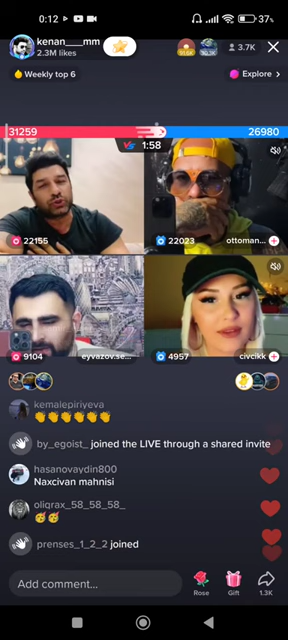 0:12
37%
kenan___mm
2.3M likes
3.7K
Weekly top 6
Explore >
31259
26980
VS 1:58
22155
22023
ottoman...
9104
eyvazov.se...
4957
civcikk
kemalepiriyeva
👏👏👏👏👏👏
by_egoist_ joined the LIVE through a shared invite
hasanovaydin800
Naxcivan mahnisi
oliqrax_58_58_58_
🥳🥳
prenses_1_2_2 joined
Add comment...
Rose
Gift
1.3K